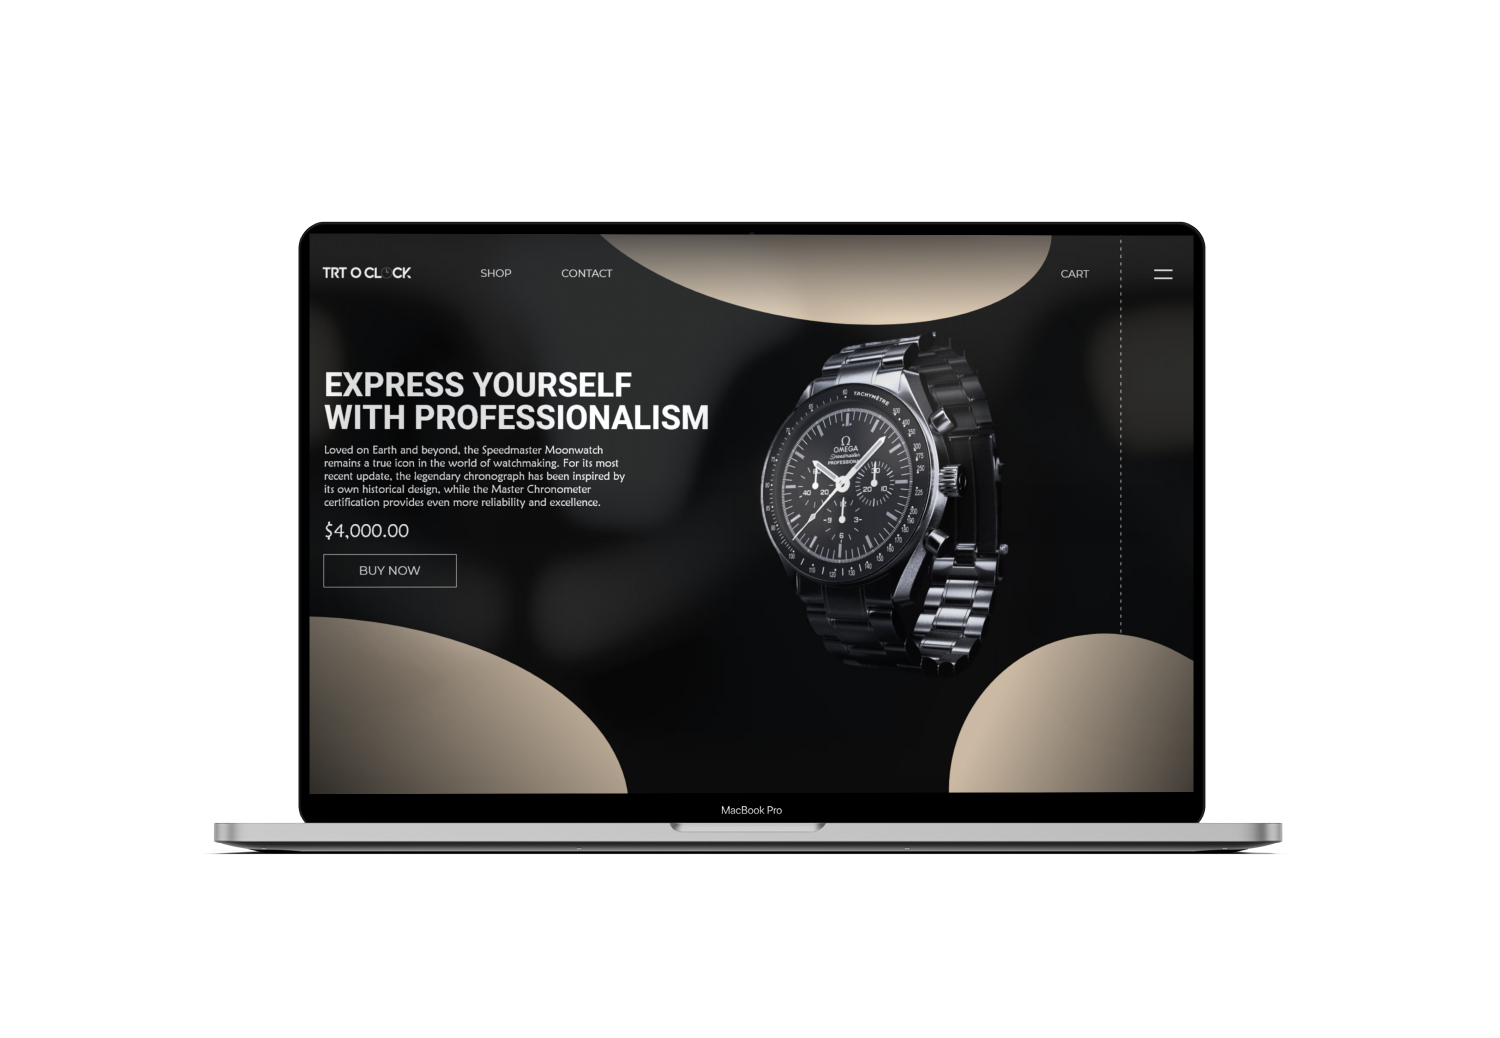 TRT O CLOCK
SHOP
CONTACT
CART
EXPRESS YOURSELF
WITH PROFESSIONALISM
Loved on Earth and beyond, the Speedmaster Moonwatch
remains a true icon in the world of watchmaking. For its most
recent update, the legendary chronograph has been inspired by
its own historical design, while the Master Chronometer
certification provides even more reliability and excellence.
$4,000.00
BUY NOW
TACHYMÈTRE
Ω
OMEGA
Speedmaster
PROFESSIONAL
MacBook Pro